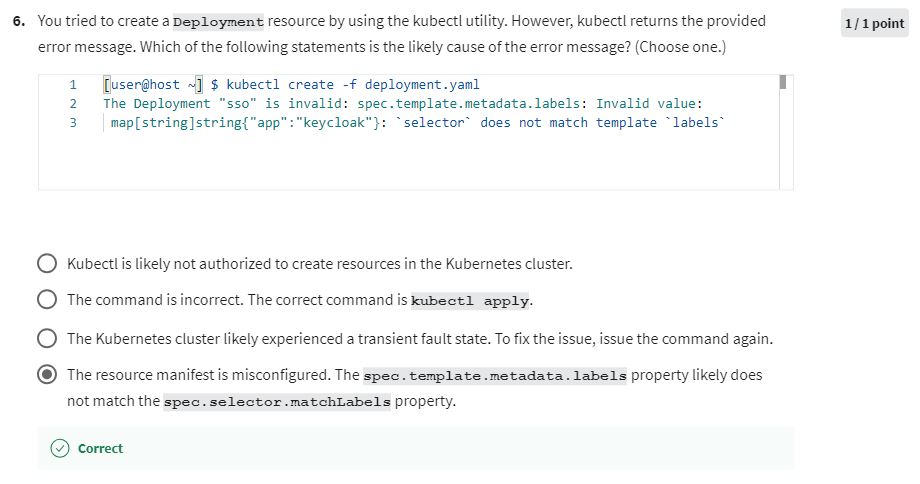 6. You tried to create a Deployment resource by using the kubectl utility. However, kubectl returns the provided
1 / 1 point
error message. Which of the following statements is the likely cause of the error message? (Choose one.)
1 [user@host ~] $ kubectl create -f deployment.yaml
2 The Deployment "sso" is invalid: spec.template.metadata.labels: Invalid value:
3 map[string]string{"app":"keycloak"}: `selector` does not match template `labels`
Kubectl is likely not authorized to create resources in the Kubernetes cluster.
The command is incorrect. The correct command is kubectl apply.
The Kubernetes cluster likely experienced a transient fault state. To fix the issue, issue the command again.
The resource manifest is misconfigured. The spec.template.metadata.labels property likely does
not match the spec.selector.matchLabels property.
Correct